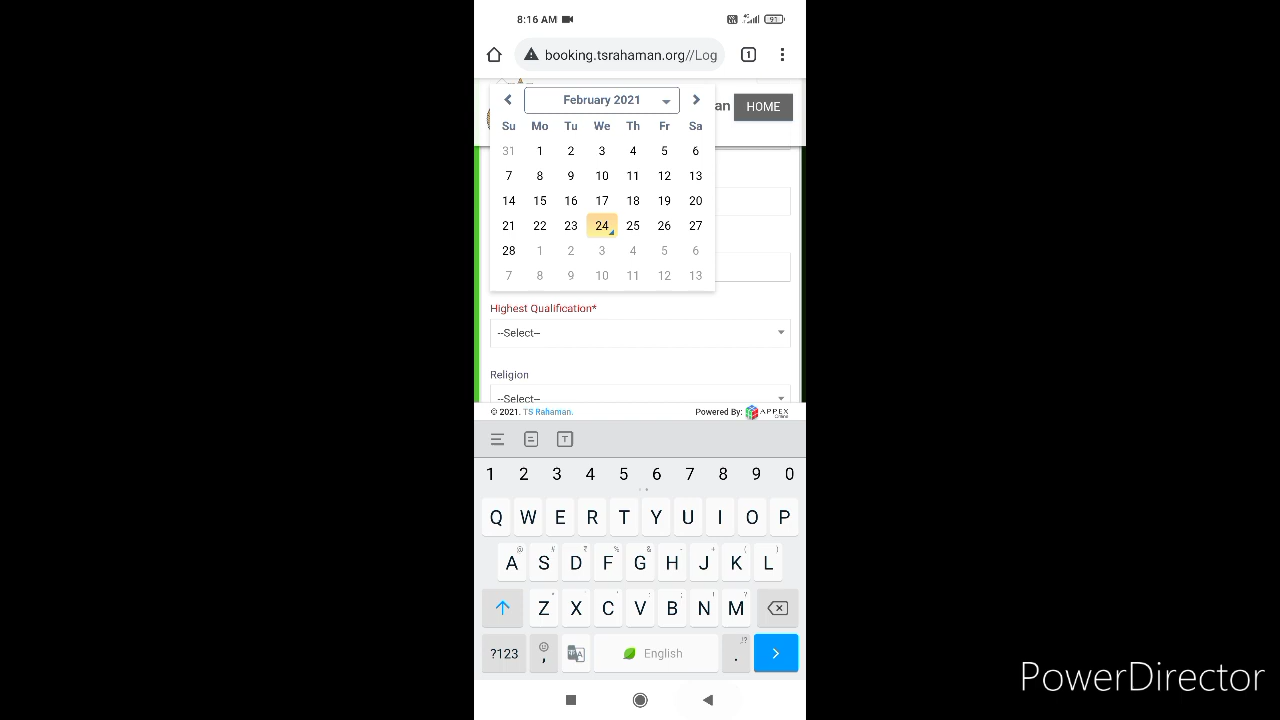 8:16 AM
4G
91
booking.tsrahaman.org//Log
1
February 2021
an
HOME
Su Mo Tu We Th Fr Sa
31 1 2 3 4 5 6
7 8 9 10 11 12 13
14 15 16 17 18 19 20
21 22 23 24 25 26 27
28 1 2 3 4 5 6
7 8 9 10 11 12 13
Highest Qualification*
--Select--
Religion
--Select--
© 2021. TS Rahaman.
Powered By: APPEX
T
1 2 3 4 5 6 7 8 9 0
Q W E R T Y U I O P
@ # ₹ % & - + ( )
A S D F G H J K L
* " ' : ; ! ?
Z X C V B N M
?123 , English .
PowerDirector